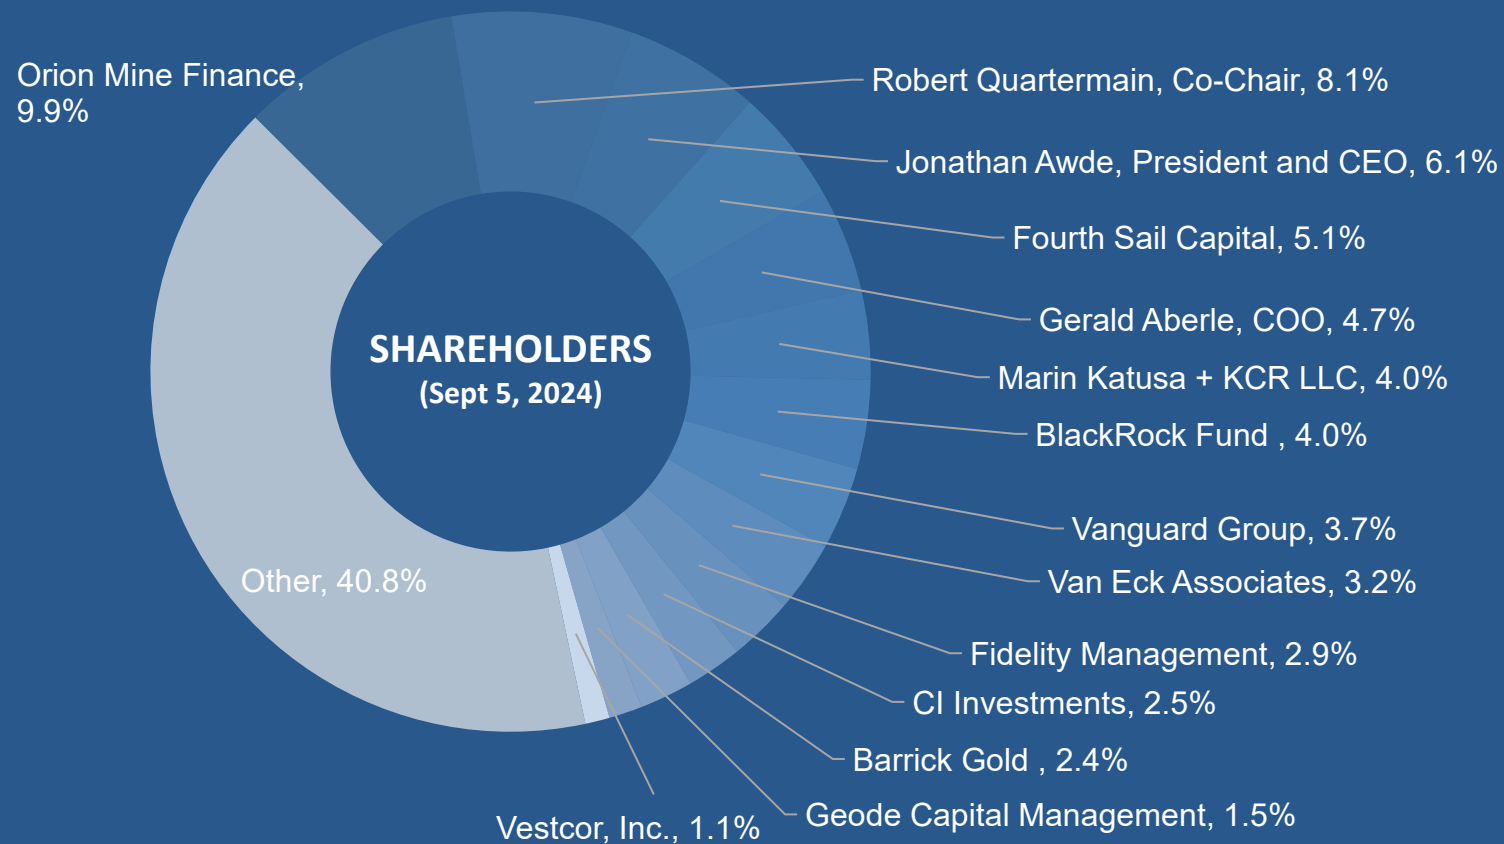 Orion Mine Finance,
9.9%
Robert Quartermain, Co-Chair, 8.1%
Jonathan Awde, President and CEO, 6.1%
Fourth Sail Capital, 5.1%
Gerald Aberle, COO, 4.7%
Marin Katusa + KCR LLC, 4.0%
BlackRock Fund , 4.0%
Vanguard Group, 3.7%
Van Eck Associates, 3.2%
Fidelity Management, 2.9%
CI Investments, 2.5%
Barrick Gold , 2.4%
Geode Capital Management, 1.5%
Vestcor, Inc., 1.1%
Other, 40.8%
SHAREHOLDERS
(Sept 5, 2024)